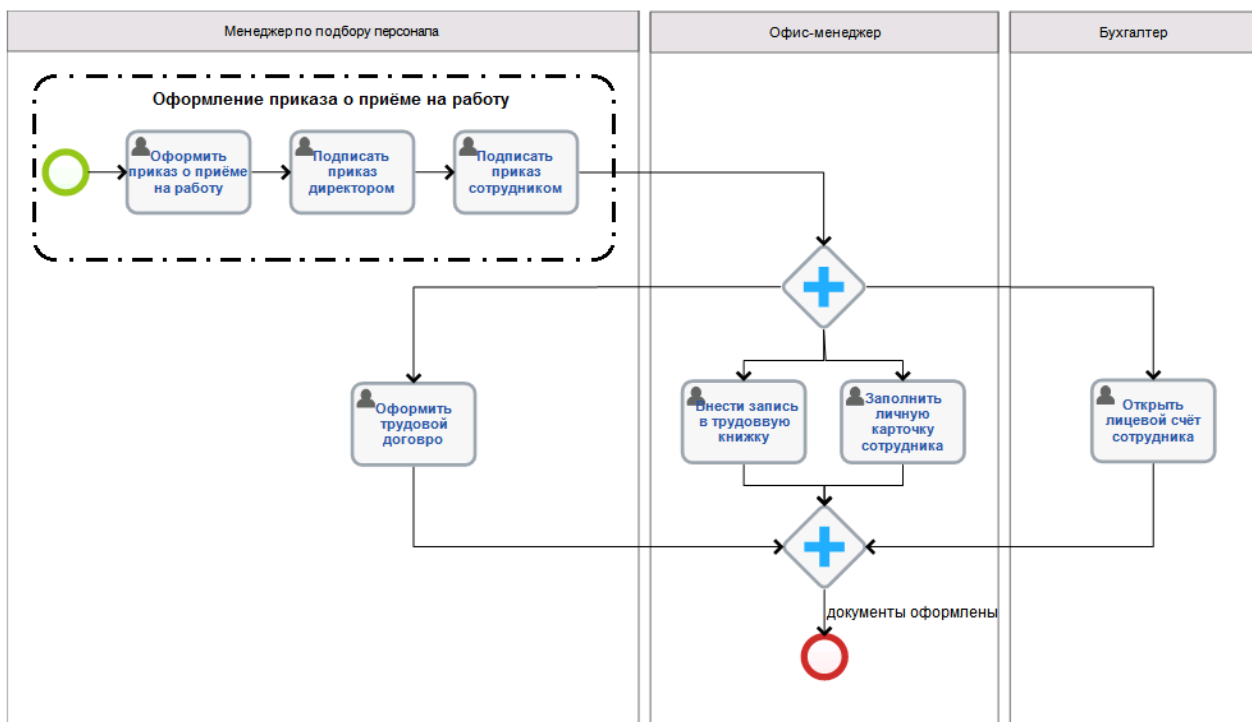 Менеджер по подбору персонала
Офис-менеджер
Бухгалтер
Оформление приказа о приёме на работу
Оформить
приказ о приёме
на работу
Подписать
приказ
директором
Подписать
приказ
сотрудником
Оформить
трудовой
договро
Внести запись
в трудоввую
книжку
Заполнить
личную
карточку
сотрудника
Открыть
лицевой счёт
сотрудника
документы оформлены